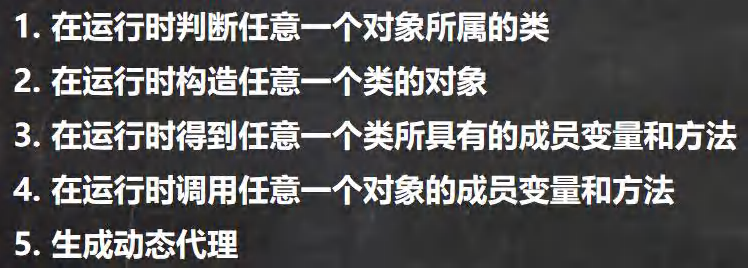 1. 在运行时判断任意一个对象所属的类
2. 在运行时构造任意一个类的对象
3. 在运行时得到任意一个类所具有的成员变量和方法
4. 在运行时调用任意一个对象的成员变量和方法
5. 生成动态代理